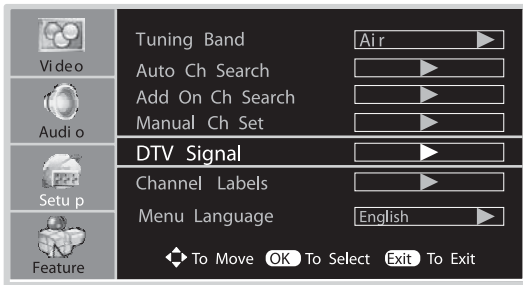 Video
Audio
Setup
Feature
Tuning Band Air
Auto Ch Search
Add On Ch Search
Manual Ch Set
DTV Signal
Channel Labels
Menu Language English
To Move OK To Select Exit To Exit